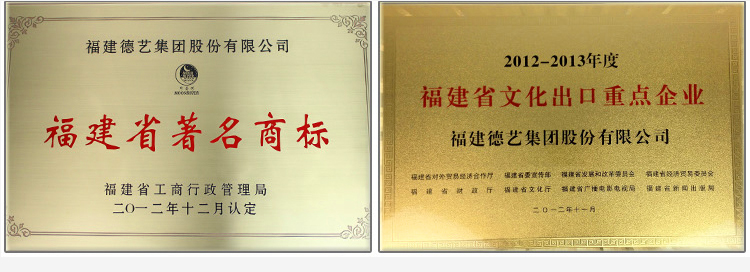 福建德艺集团股份有限公司
福建省著名商标
福建省工商行政管理局
二〇一二年十二月认定
2012-2013年度
福建省文化出口重点企业
福建德艺集团股份有限公司
福建省对外贸易经济合作厅 福建省委宣传部 福建省发展和改革委员会 福建省经济贸易委员会
福建省财政厅 福建省文化厅 福建省广播电影电视局 福建省新闻出版局
二〇一二年十一月